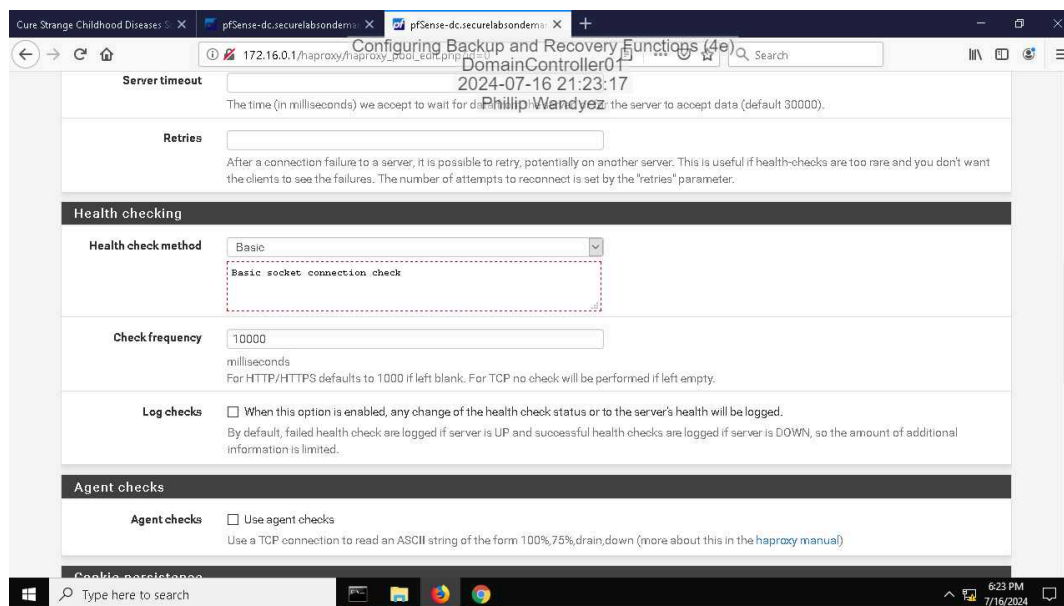 Cure Strange Childhood Diseases S
pfSense-dc.securelabsondema
pfSense-dc.securelabsondema
172.16.0.1/haproxy/haproxy_pool_edit.php?id=0
Search
Configuring Backup and Recovery Functions (4e)
DomainController01
2024-07-16 21:23:17
Phillip Wandyez
Server timeout
The time (in milliseconds) we accept to wait for data from the server, or for the server to accept data (default 30000).
Retries
After a connection failure to a server, it is possible to retry, potentially on another server. This is useful if health-checks are too rare and you don't want
the clients to see the failures. The number of attempts to reconnect is set by the "retries" parameter.
Health checking
Health check method
Basic
Basic socket connection check
Check frequency
10000
milliseconds
For HTTP/HTTPS defaults to 1000 if left blank. For TCP no check will be performed if left empty.
Log checks
When this option is enabled, any change of the health check status or to the server's health will be logged.
By default, failed health check are logged if server is UP and successful health checks are logged if server is DOWN, so the amount of additional
information is limited.
Agent checks
Agent checks
Use agent checks
Use a TCP connection to read an ASCII string of the form 100%,75%,drain,down (more about this in the haproxy manual)
Cookie persistence
Type here to search
6:23 PM
7/16/2024